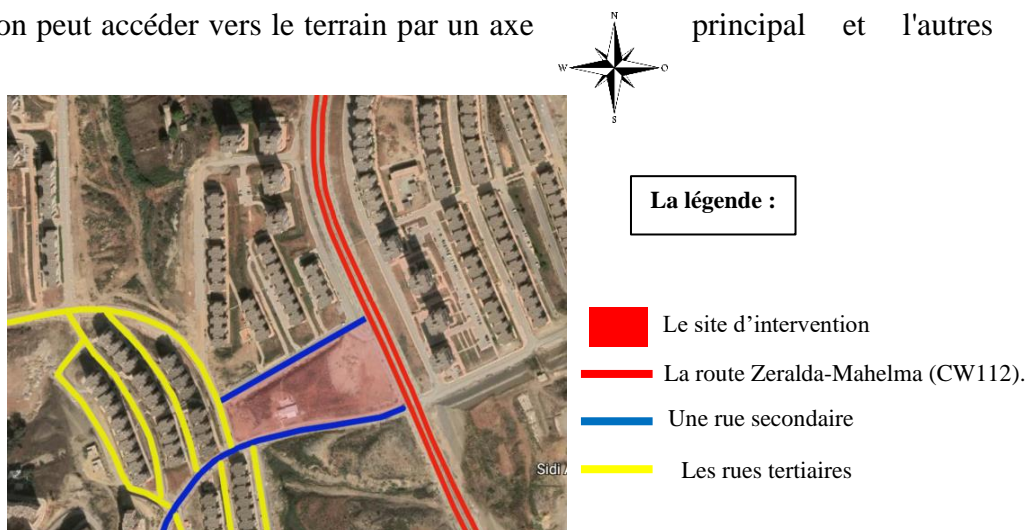 on peut accéder vers le terrain par un axe principal et l'autres
N
W O
S
La légende :
Le site d'intervention
La route Zeralda-Mahelma (CW112).
Une rue secondaire
Les rues tertiaires
Sidi